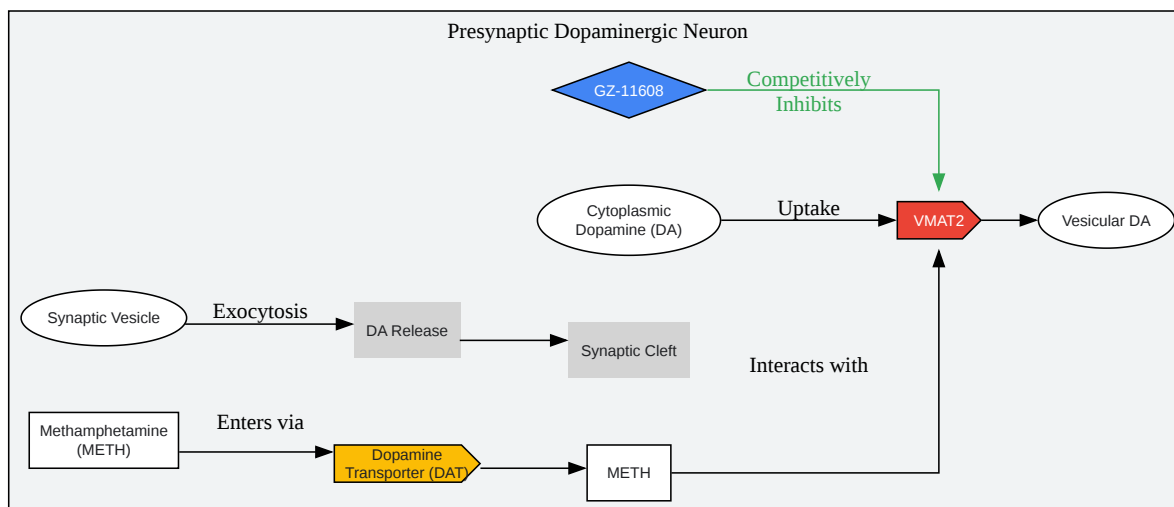 Presynaptic Dopaminergic Neuron
GZ-11608
Competitively
Inhibits
Cytoplasmic
Dopamine (DA)
Uptake
VMAT2
Vesicular DA
Synaptic Vesicle
Exocytosis
DA Release
Synaptic Cleft
Interacts with
Methamphetamine
(METH)
Enters via
Dopamine
Transporter (DAT)
METH